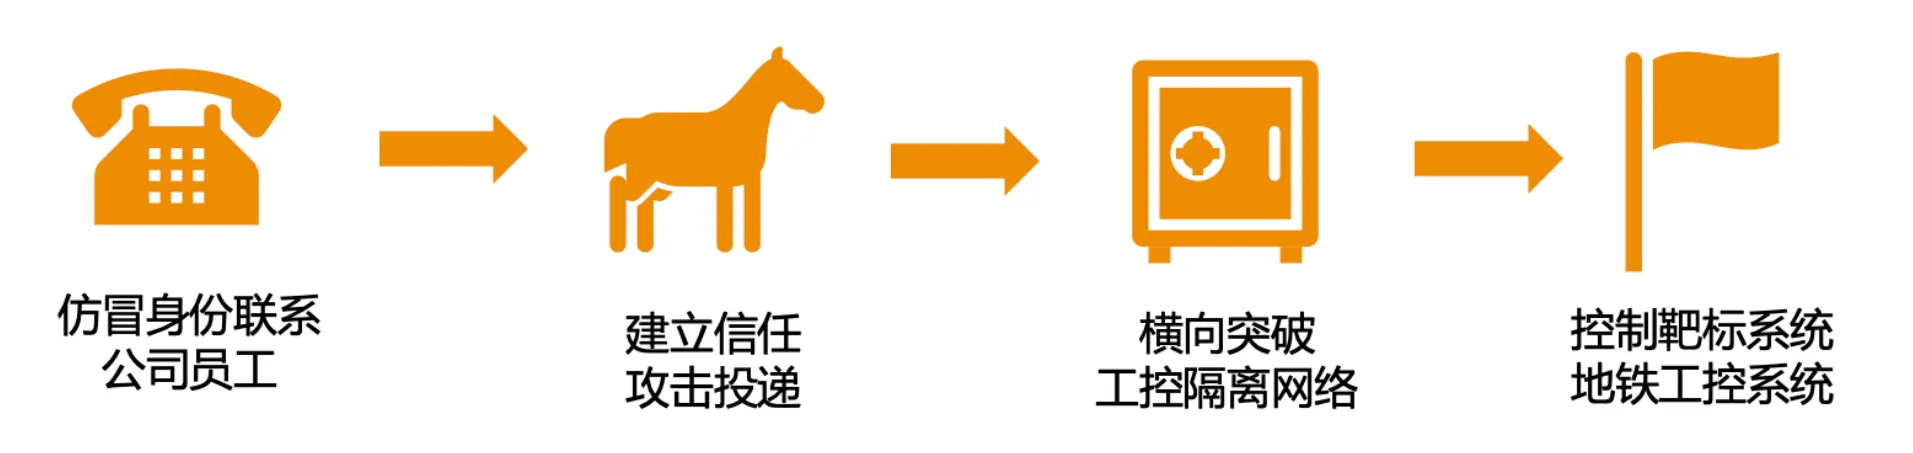 仿冒身份联系
公司员工
建立信任
攻击投递
横向突破
工控隔离网络
控制靶标系统
地铁工控系统